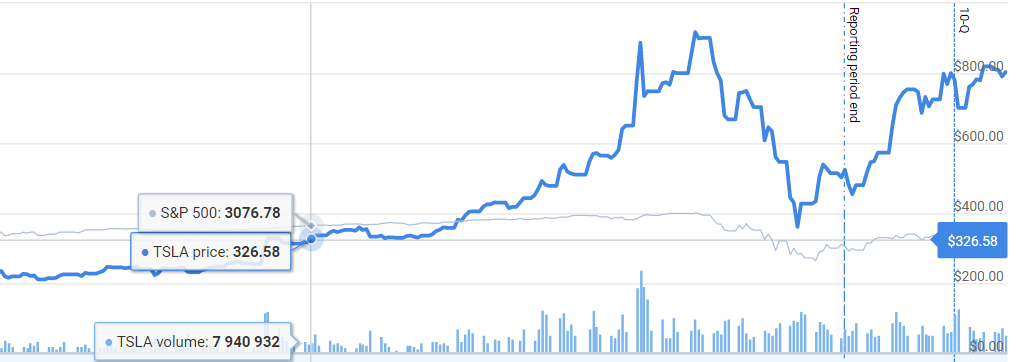 Reporting period end
10-Q
$800.00
$600.00
$400.00
S&P 500: 3076.78
TSLA price: 326.58
$326.58
$200.00
TSLA volume: 7 940 932
$0.00